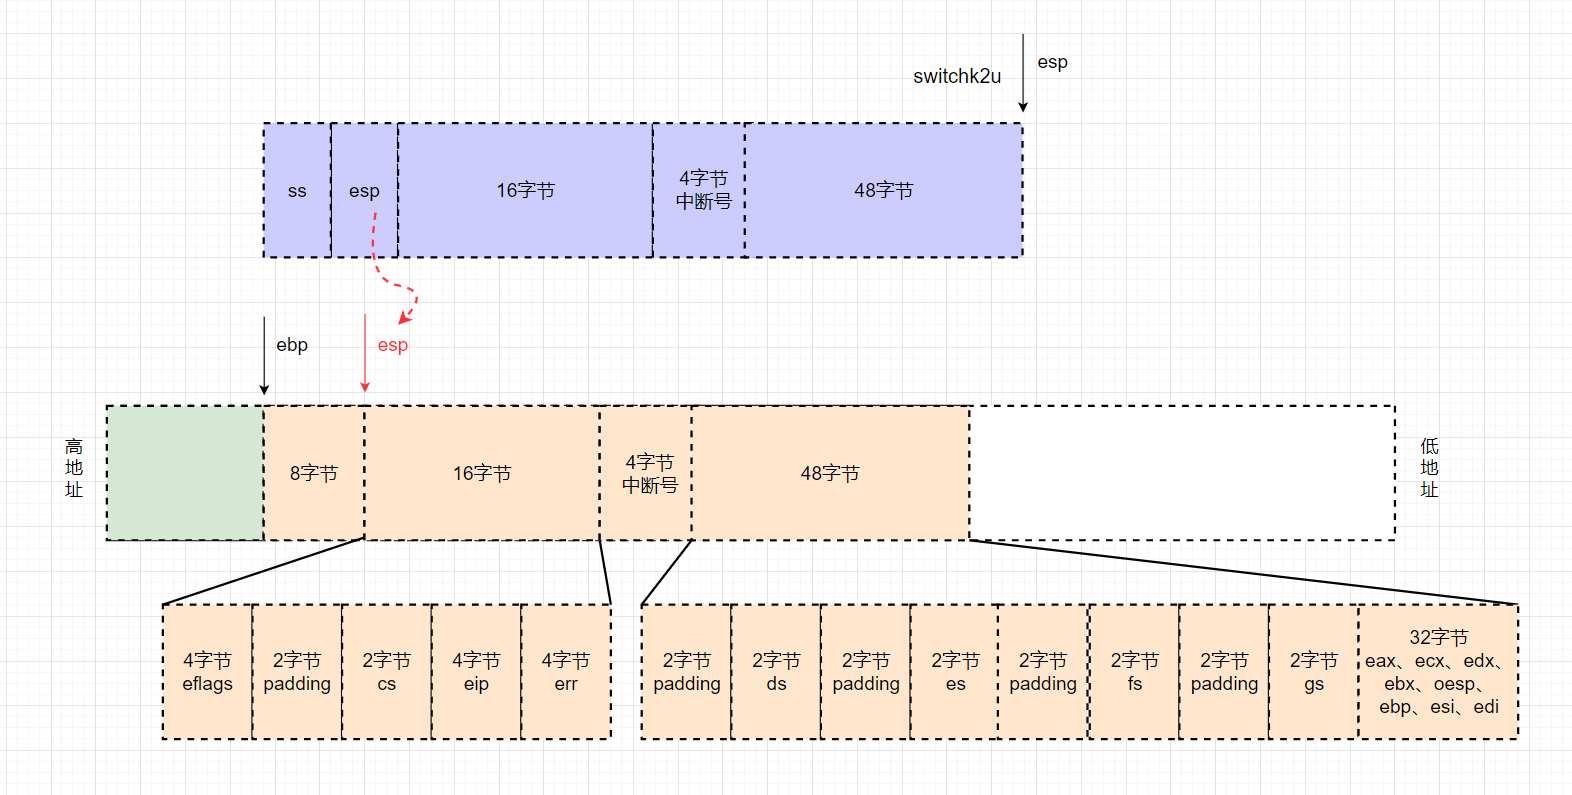 switchk2u
esp
ss
esp
16字节
4字节
中断号
48字节
ebp
esp
高
地
址
8字节
16字节
4字节
中断号
48字节
低
地
址
4字节
eflags
2字节
padding
2字节
cs
4字节
eip
4字节
err
2字节
padding
2字节
ds
2字节
padding
2字节
es
2字节
padding
2字节
fs
2字节
padding
2字节
gs
32字节
eax、ecx、edx、
ebx、oesp、
ebp、esi、edi